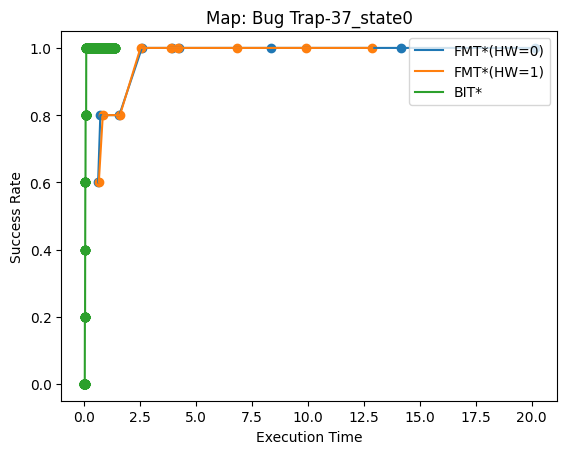 Map: Bug Trap-37_state0
FMT*(HW=0)
FMT*(HW=1)
BIT*
Success Rate
1.0
0.8
0.6
0.4
0.2
0.0
0.0 2.5 5.0 7.5 10.0 12.5 15.0 17.5 20.0
Execution Time